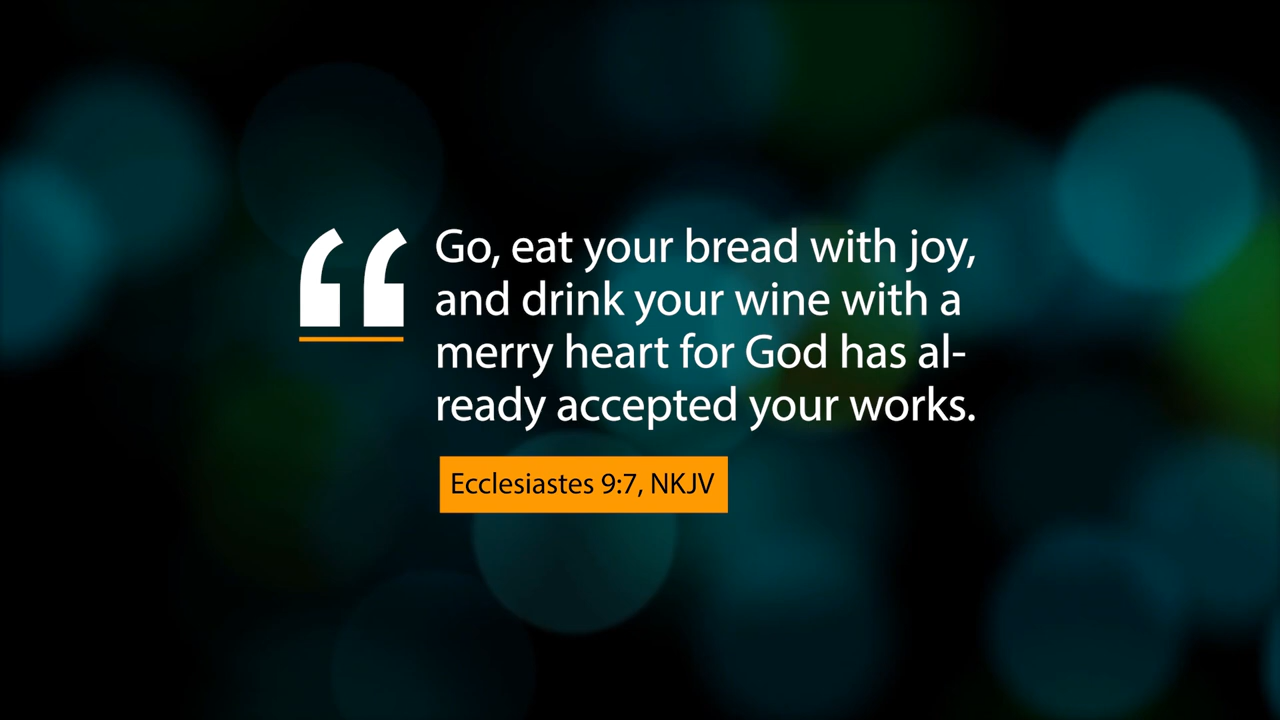 “
Go, eat your bread with joy,
and drink your wine with a
merry heart for God has al-
ready accepted your works.
Ecclesiastes 9:7, NKJV